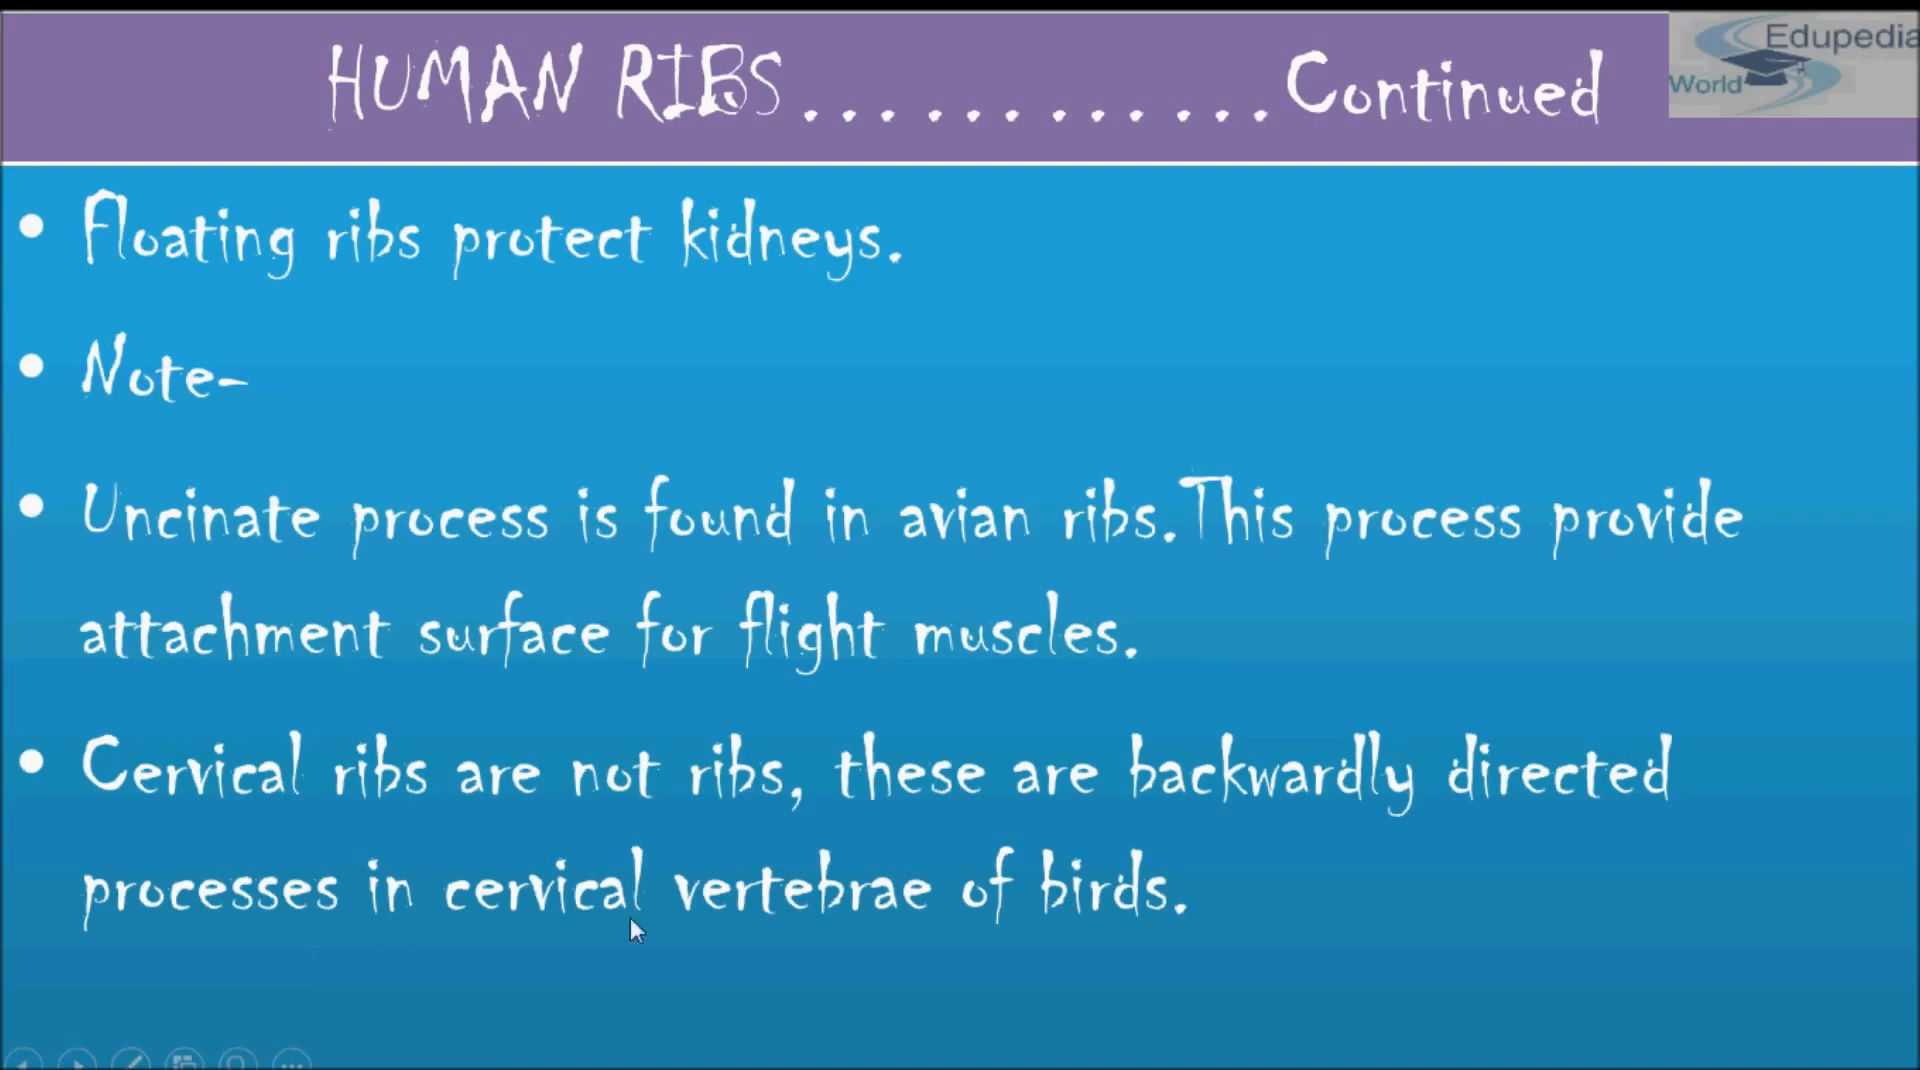 HUMAN RIBS............Continued
Edupedia
World
• Floating ribs protect kidneys.
• Note-
• Uncinate process is found in avian ribs.This process provide
attachment surface for flight muscles.
• Cervical ribs are not ribs, these are backwardly directed
processes in cervical vertebrae of birds.